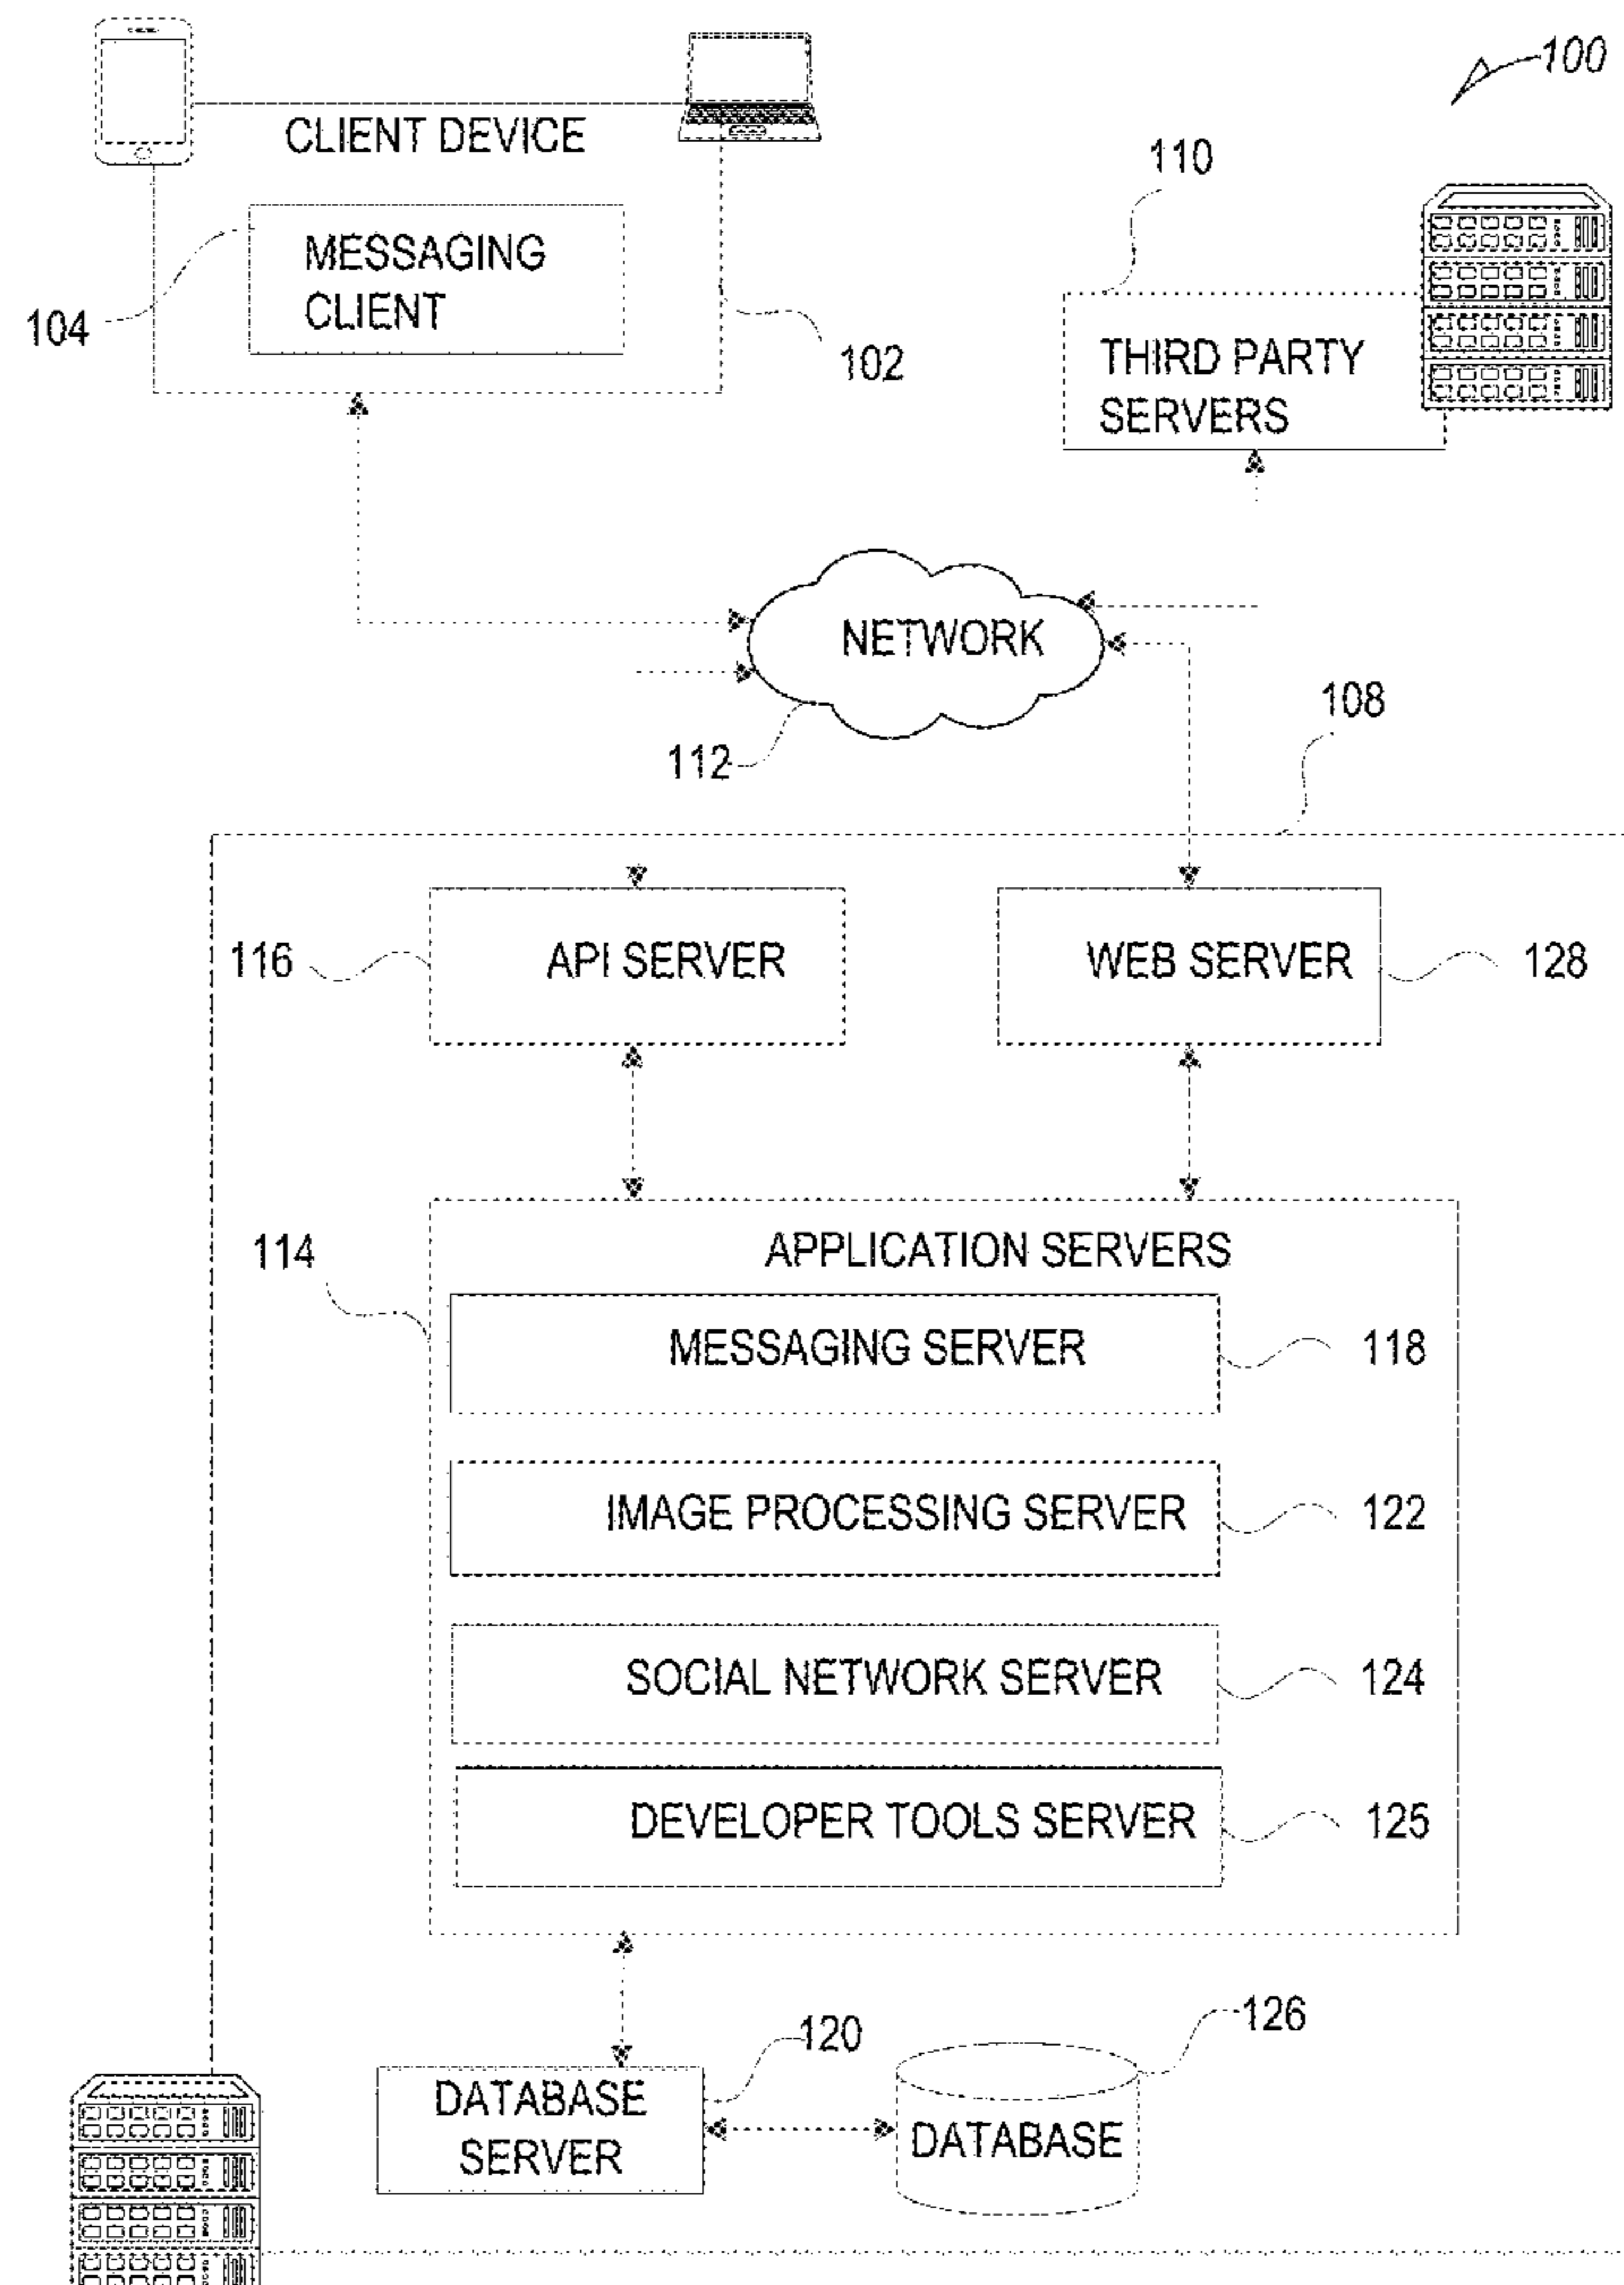 100
CLIENT DEVICE
110
MESSAGING
CLIENT
104
102
THIRD PARTY
SERVERS
NETWORK
108
112
116
API SERVER
WEB SERVER
128
114
APPLICATION SERVERS
MESSAGING SERVER
118
IMAGE PROCESSING SERVER
122
SOCIAL NETWORK SERVER
124
DEVELOPER TOOLS SERVER
125
126
120
DATABASE
SERVER
DATABASE